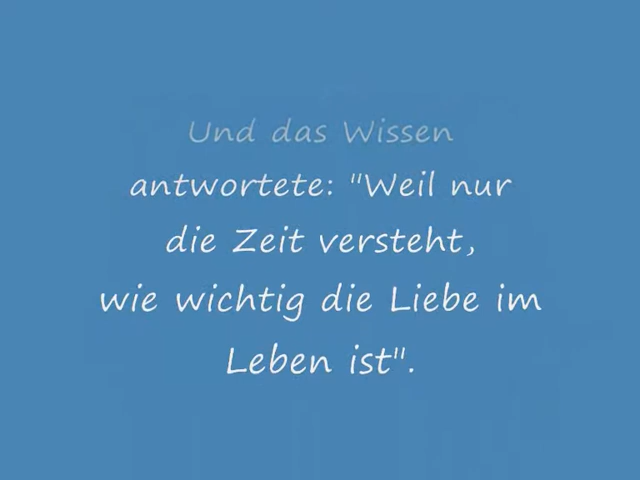 Und das Wissen
antwortete: "Weil nur
die Zeit versteht,
wie wichtig die Liebe im
Leben ist".